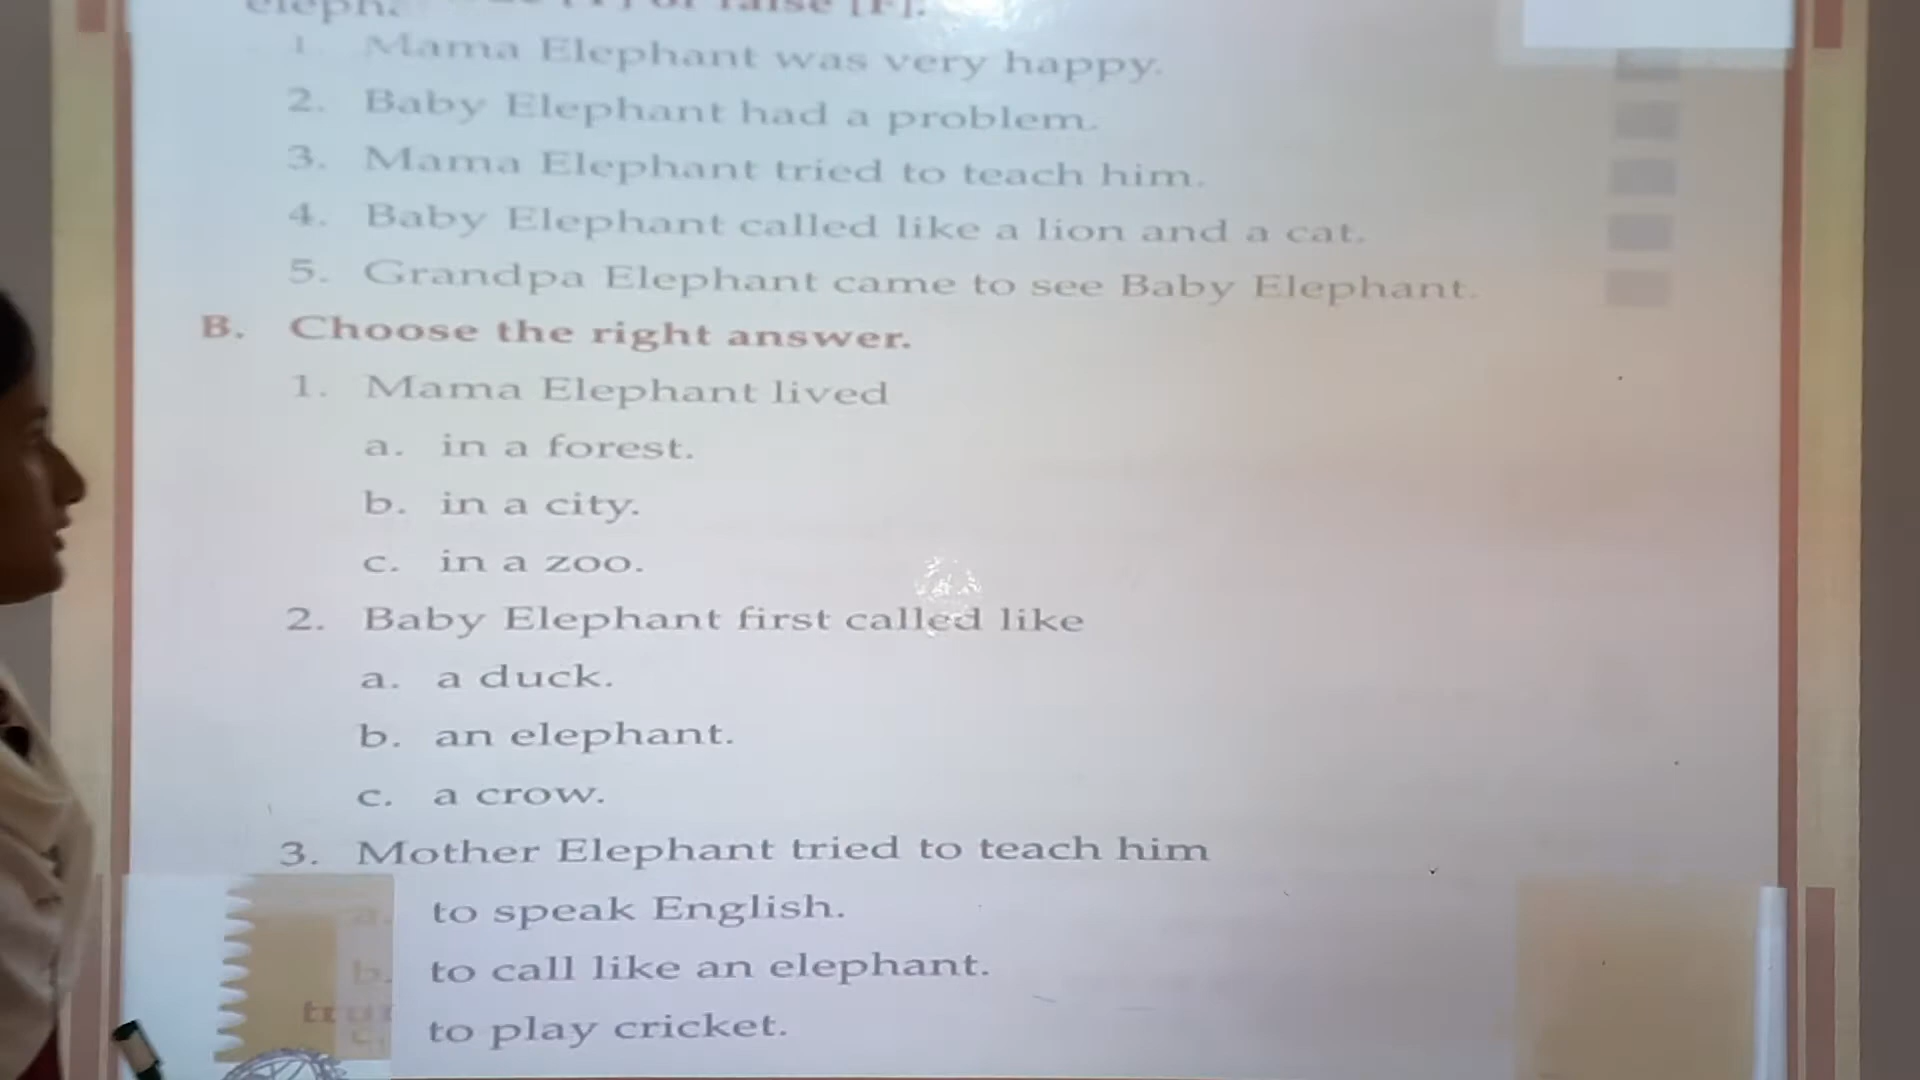 or false [F].
1. Mama Elephant was very happy.
2. Baby Elephant had a problem.
3. Mama Elephant tried to teach him.
4. Baby Elephant called like a lion and a cat.
5. Grandpa Elephant came to see Baby Elephant.
B. Choose the right answer.
1. Mama Elephant lived
a. in a forest.
b. in a city.
c. in a zoo.
2. Baby Elephant first called like
a. a duck.
b. an elephant.
c. a crow.
3. Mother Elephant tried to teach him
a. to speak English.
b. to call like an elephant.
to play cricket.